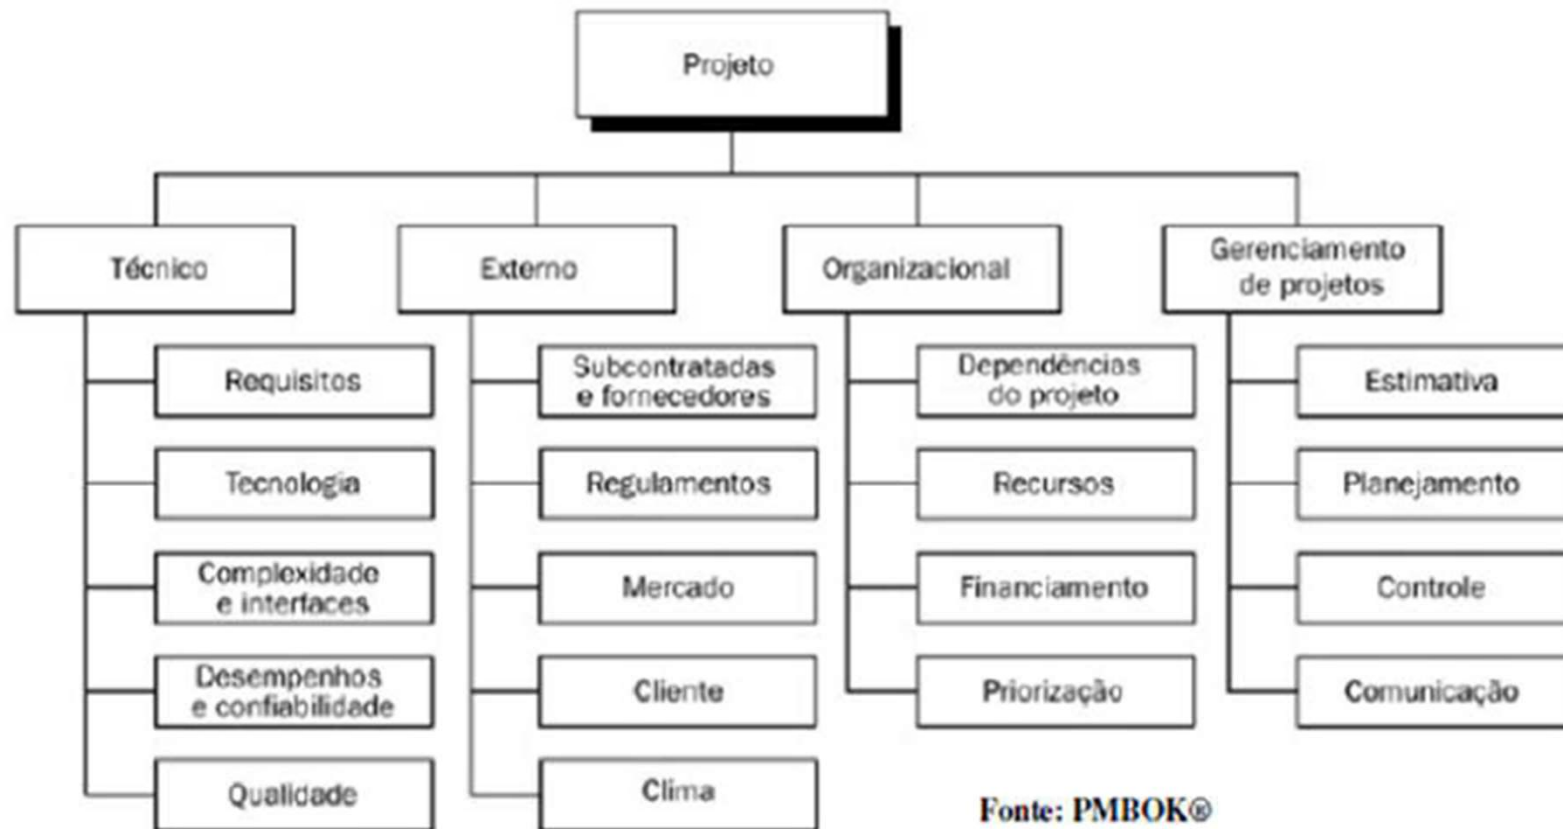 Projeto
Técnico
Requisitos
Tecnologia
Complexidade
e interfaces
Desempenhos
e confiabilidade
Qualidade
Externo
Subcontratadas
e fornecedores
Regulamentos
Mercado
Cliente
Clima
Organizacional
Dependências
do projeto
Recursos
Financiamento
Priorização
Gerenciamento
de projetos
Estimativa
Planejamento
Controle
Comunicação
Fonte: PMBOK®